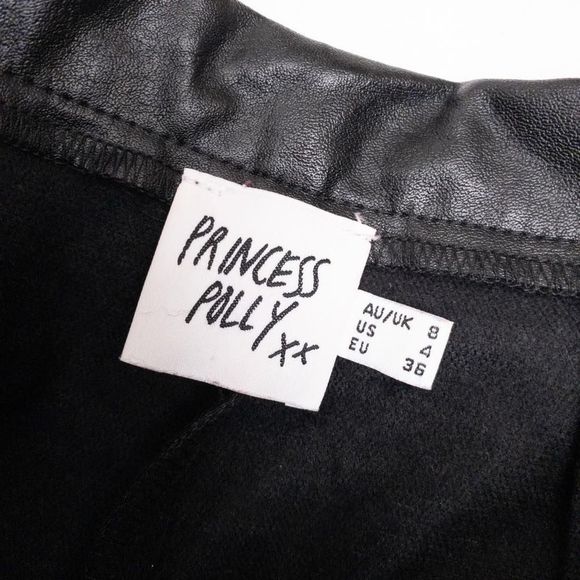 PRINCESS
POLLY
xx
AU/UK 8
US 4
EU 36